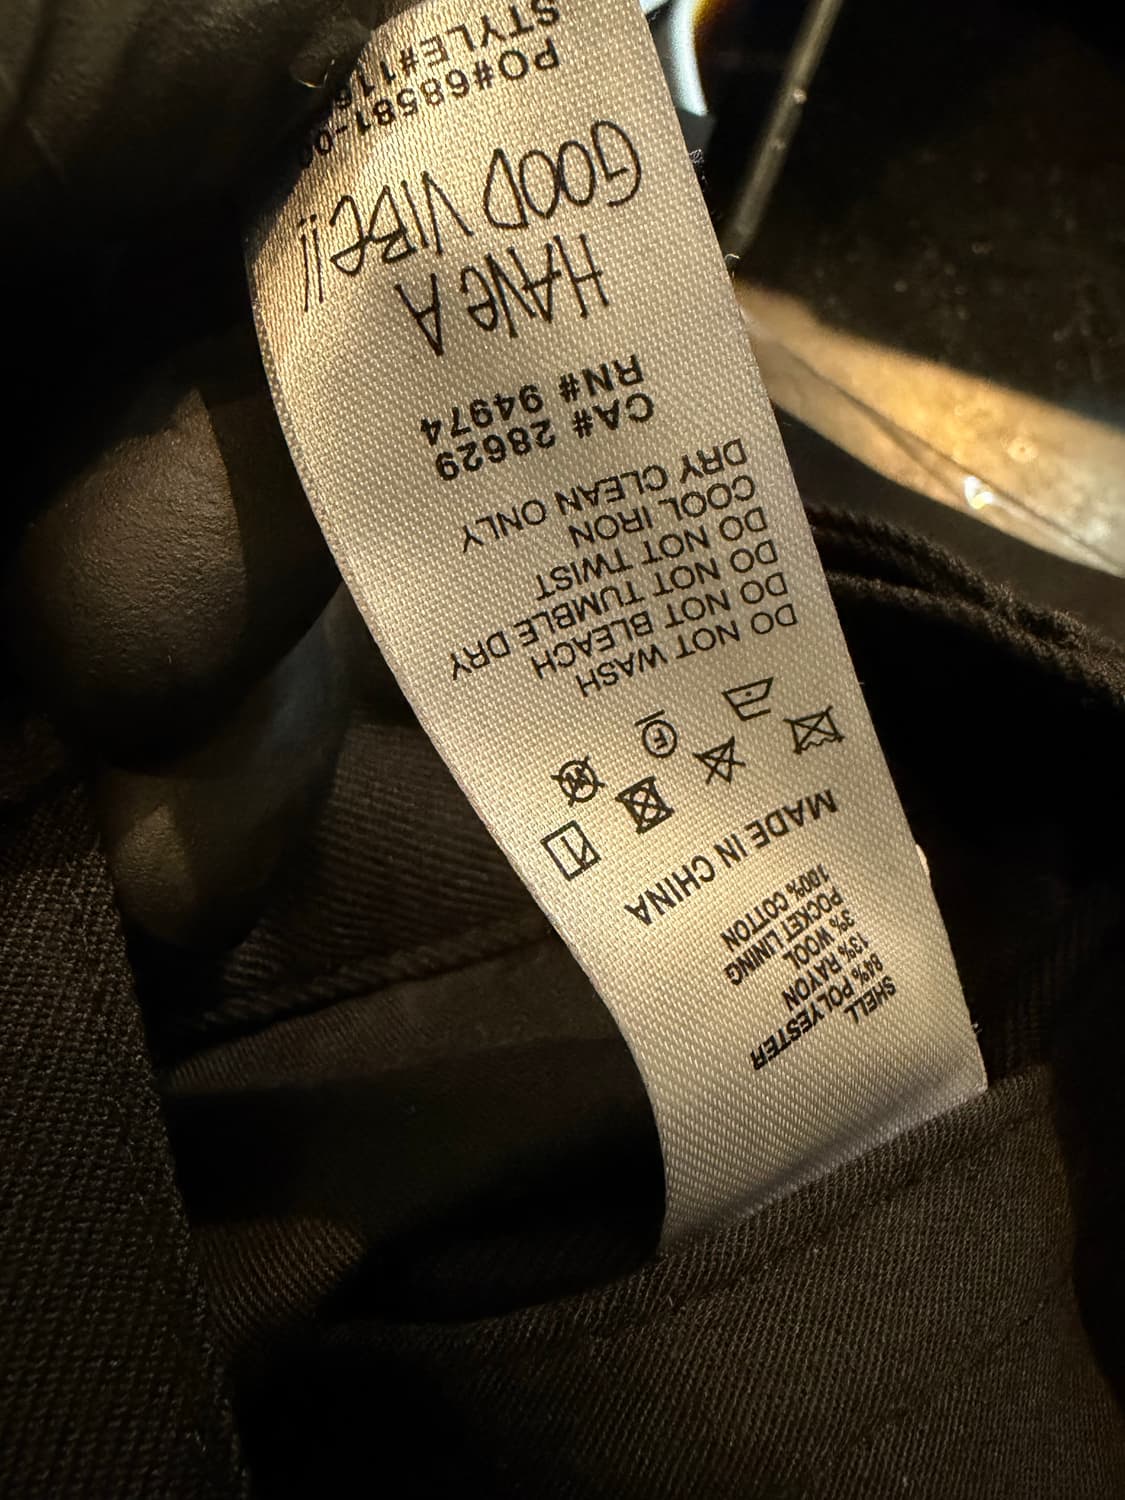 SHELL
84% POLYESTER
13% RAYON
3% WOOL
POCKET LINING
100% COTTON
MADE IN CHINA
DO NOT WASH
DO NOT BLEACH
DO NOT TUMBLE DRY
DO NOT TWIST
COOL IRON
DRY CLEAN ONLY
CA# 28629
RN# 94974
HAVE A
GOOD VIBE!!
PO#68581-0
STYLE#11